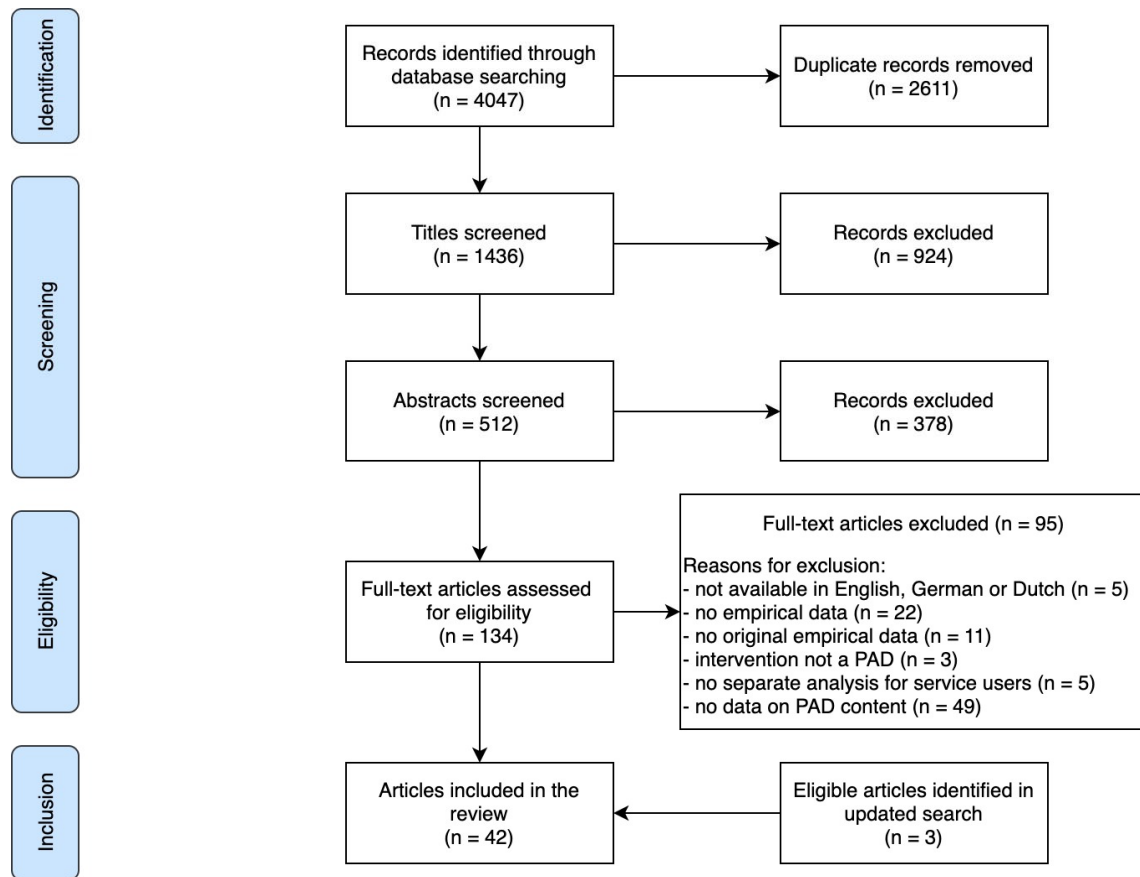 Identification
Records identified through
database searching
(n = 4047)
Duplicate records removed
(n = 2611)
Screening
Titles screened
(n = 1436)
Records excluded
(n = 924)
Abstracts screened
(n = 512)
Records excluded
(n = 378)
Eligibility
Full-text articles assessed
for eligibility
(n = 134)
Full-text articles excluded (n = 95)
Reasons for exclusion:
- not available in English, German or Dutch (n = 5)
- no empirical data (n = 22)
- no original empirical data (n = 11)
- intervention not a PAD (n = 3)
- no separate analysis for service users (n = 5)
- no data on PAD content (n = 49)
Inclusion
Articles included in the
review
(n = 42)
Eligible articles identified in
updated search
(n = 3)